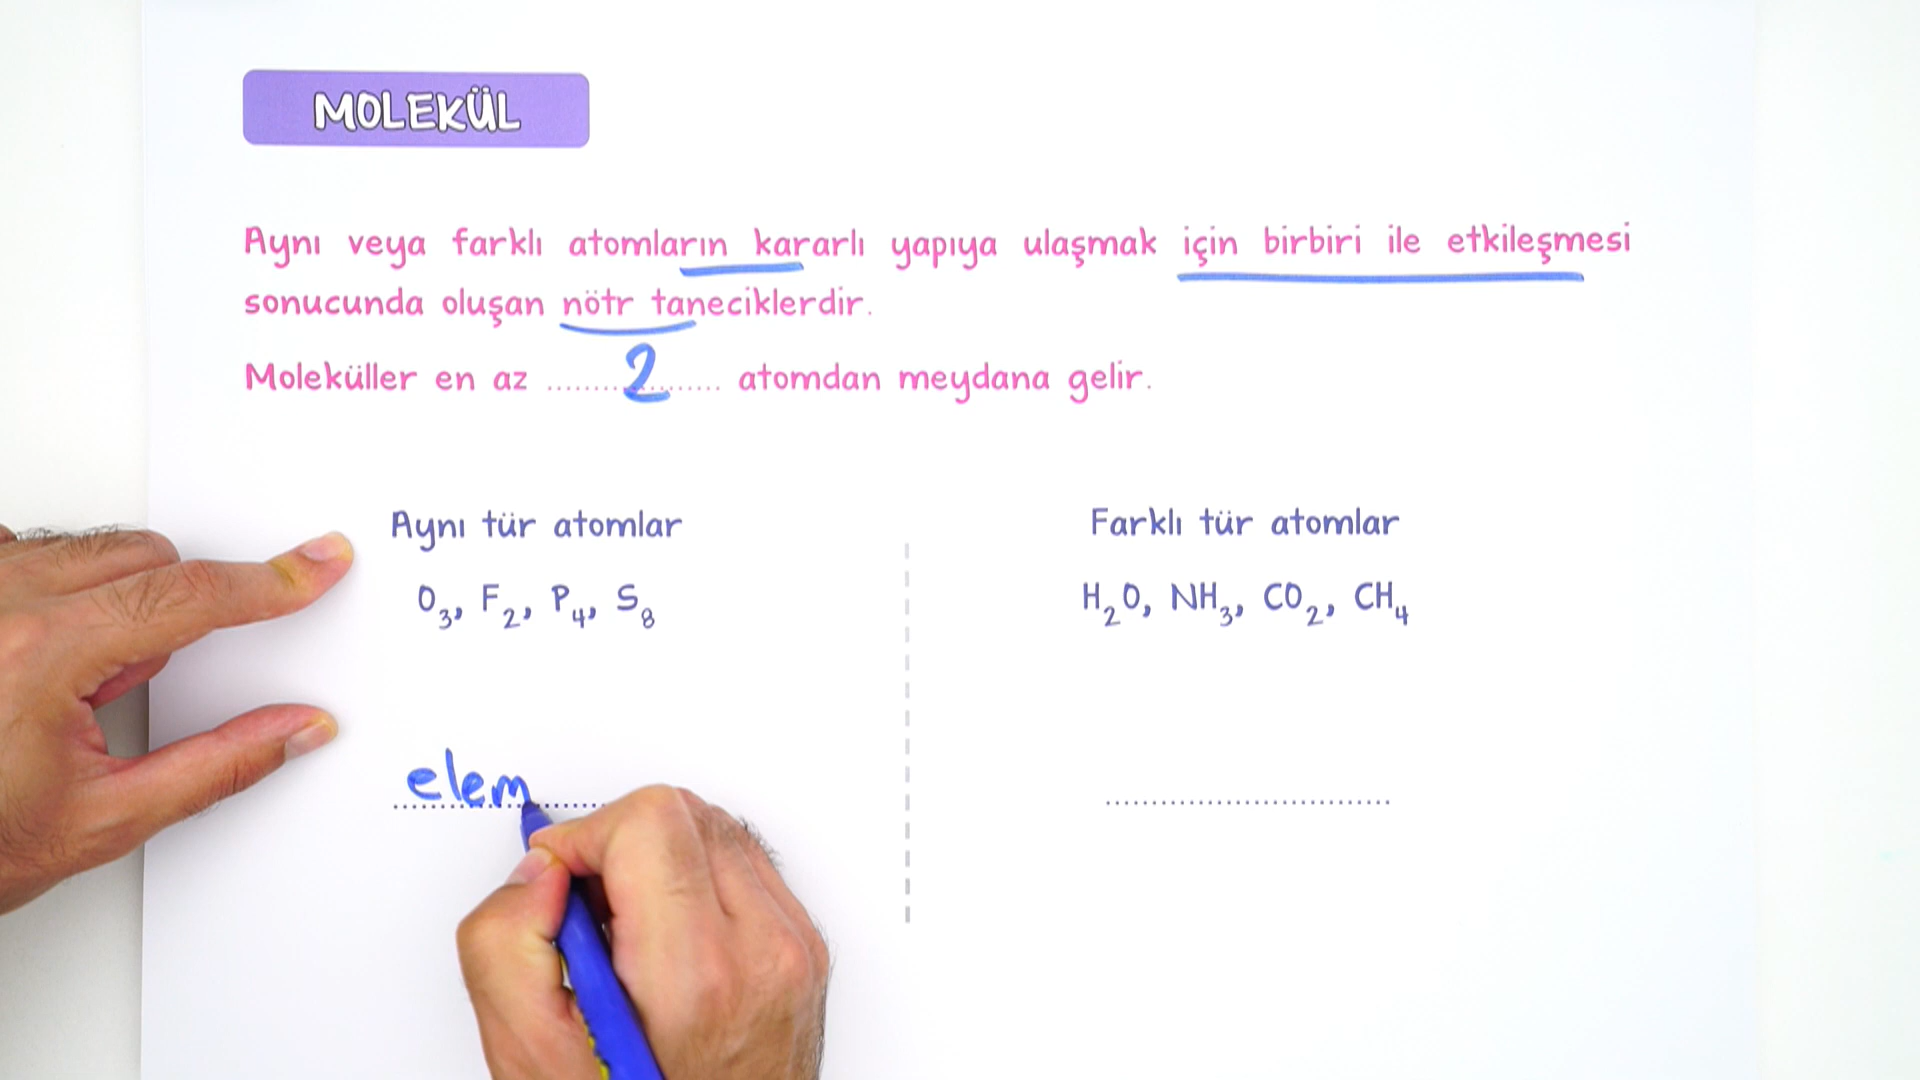 MOLEKÜL
Aynı veya farklı atomların kararlı yapıya ulaşmak için birbiri ile etkileşmesi
sonucunda oluşan nötr taneciklerdir.
Moleküller en az ........2........ atomdan meydana gelir.
Aynı tür atomlar
O₃, F₂, P₄, S₈
elem
Farklı tür atomlar
H₂O, NH₃, CO₂, CH₄